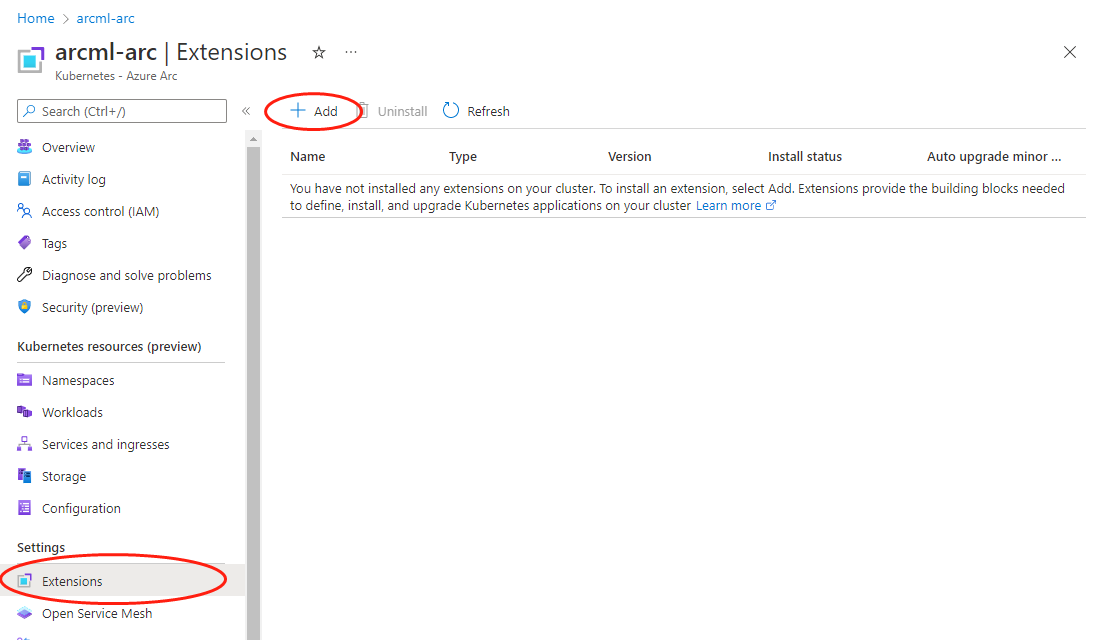 Home > arcml-arc
arcml-arc | Extensions ☆ ...
Kubernetes - Azure Arc
Search (Ctrl+/)
«
Overview
Activity log
Access control (IAM)
Tags
Diagnose and solve problems
Security (preview)
Kubernetes resources (preview)
Namespaces
Workloads
Services and ingresses
Storage
Configuration
Settings
Extensions
Open Service Mesh
+ Add Uninstall Refresh
Name Type Version Install status Auto upgrade minor ...
You have not installed any extensions on your cluster. To install an extension, select Add. Extensions provide the building blocks needed
to define, install, and upgrade Kubernetes applications on your cluster Learn more